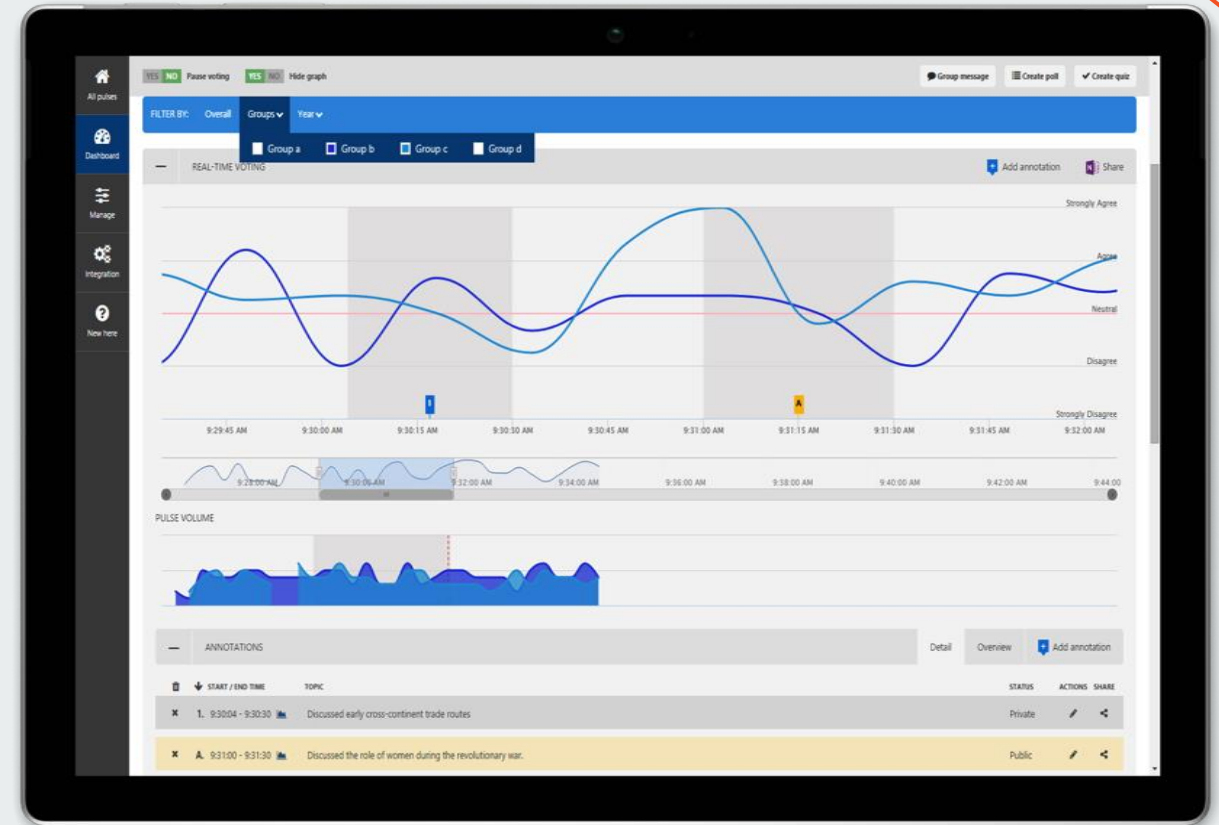 All pulses
YES NO Pause voting YES NO Hide graph
Group message Create poll Create quiz
FILTER BY: Overall Groups Year
Group a Group b Group c Group d
Dashboard
REAL-TIME VOTING
Add annotation Share
Manage
Integration
New here
Strongly Agree
Agree
Neutral
Disagree
Strongly Disagree
1
A
9:29:45 AM 9:30:00 AM 9:30:15 AM 9:30:30 AM 9:30:45 AM 9:31:00 AM 9:31:15 AM 9:31:30 AM 9:31:45 AM 9:32:00 AM
9:28:00 AM 9:30:00 AM 9:32:00 AM 9:34:00 AM 9:36:00 AM 9:38:00 AM 9:40:00 AM 9:42:00 AM 9:44:00
PULSE VOLUME
ANNOTATIONS
Detail Overview Add annotation
START / END TIME TOPIC STATUS ACTIONS SHARE
1. 9:30:04 - 9:30:30 Discussed early cross-continent trade routes Private
A. 9:31:00 - 9:31:30 Discussed the role of women during the revolutionary war. Public